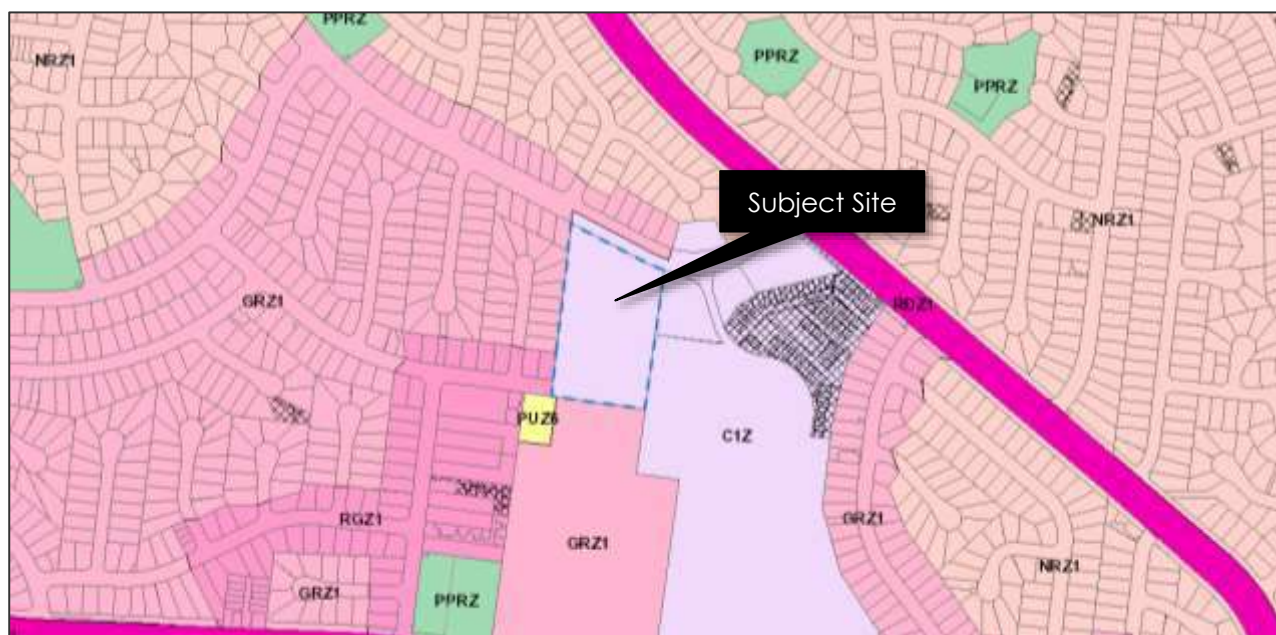 PPRZ
NRZ1
PPRZ
PPRZ
Subject Site
NRZ1
GRZ1
RDZ1
PUZ6
C1Z
RGZ1
GRZ1
GRZ1
NRZ1
GRZ1
PPRZ